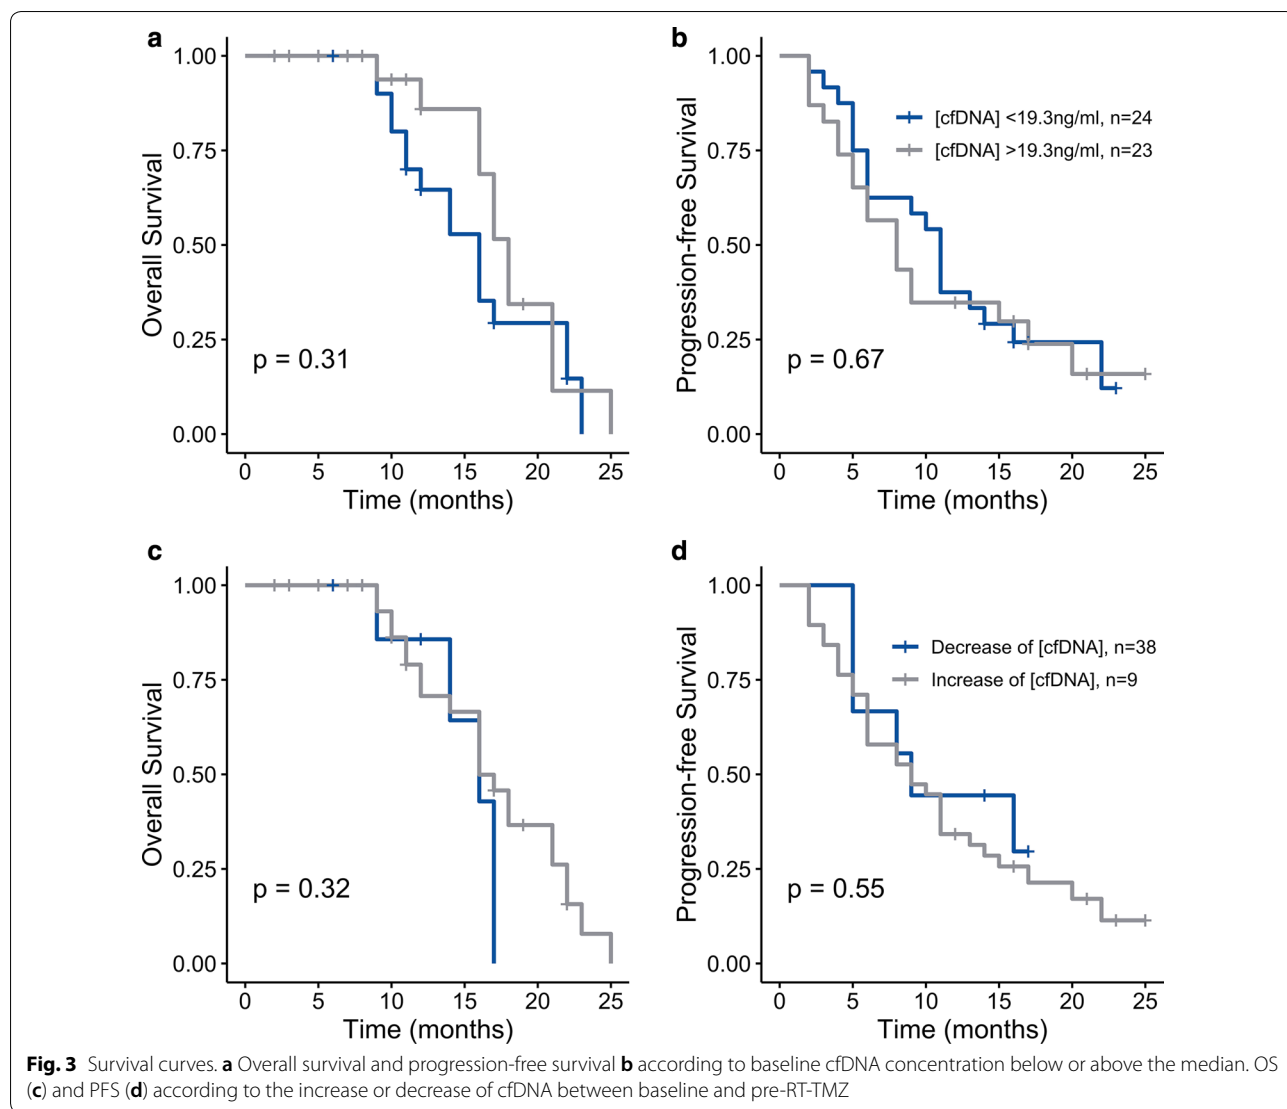 a
1.00
0.75
0.50
0.25
0.00
Overall Survival
p = 0.31
0 5 10 15 20 25
Time (months)
b
1.00
0.75
0.50
0.25
0.00
Progression-free Survival
[cfDNA] <19.3ng/ml, n=24
[cfDNA] >19.3ng/ml, n=23
p = 0.67
0 5 10 15 20 25
Time (months)
c
1.00
0.75
0.50
0.25
0.00
Overall Survival
p = 0.32
0 5 10 15 20 25
Time (months)
d
1.00
0.75
0.50
0.25
0.00
Progression-free Survival
Decrease of [cfDNA], n=38
Increase of [cfDNA], n=9
p = 0.55
0 5 10 15 20 25
Time (months)
Fig. 3 Survival curves. a Overall survival and progression-free survival b according to baseline cfDNA concentration below or above the median. OS
(c) and PFS (d) according to the increase or decrease of cfDNA between baseline and pre-RT-TMZ